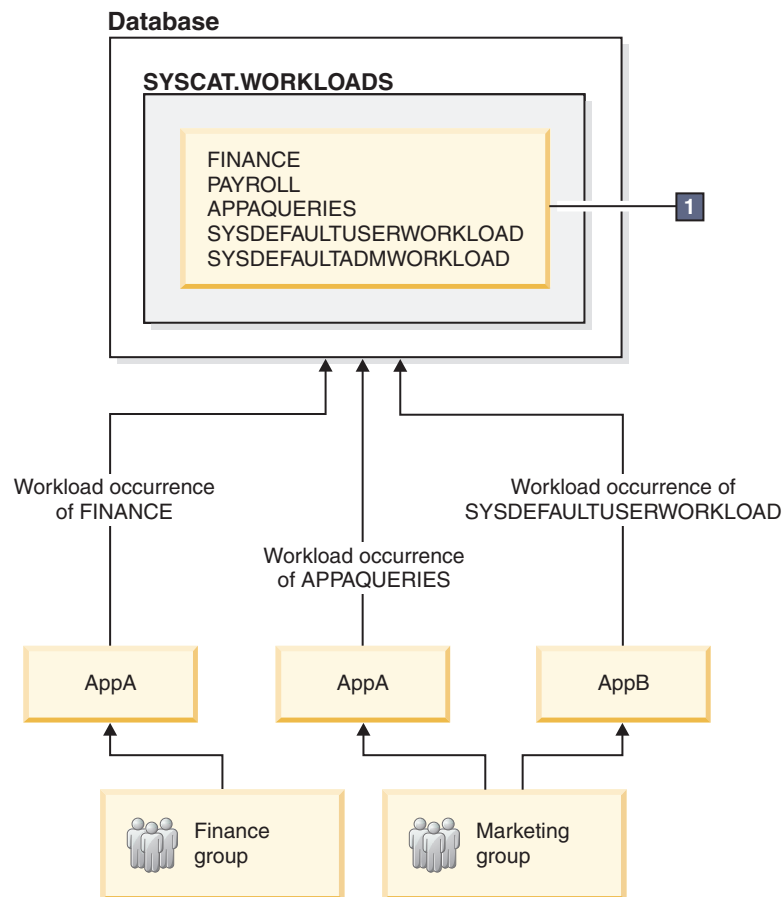 Database
SYSCAT.WORKLOADS
FINANCE
PAYROLL
APPAQUERIES
SYSDEFAULTUSERWORKLOAD
SYSDEFAULTADMWORKLOAD
1
Workload occurrence
of FINANCE
Workload occurrence
of APPAQUERIES
Workload occurrence of
SYSDEFAULTUSERWORKLOAD
AppA
AppA
AppB
Finance
group
Marketing
group